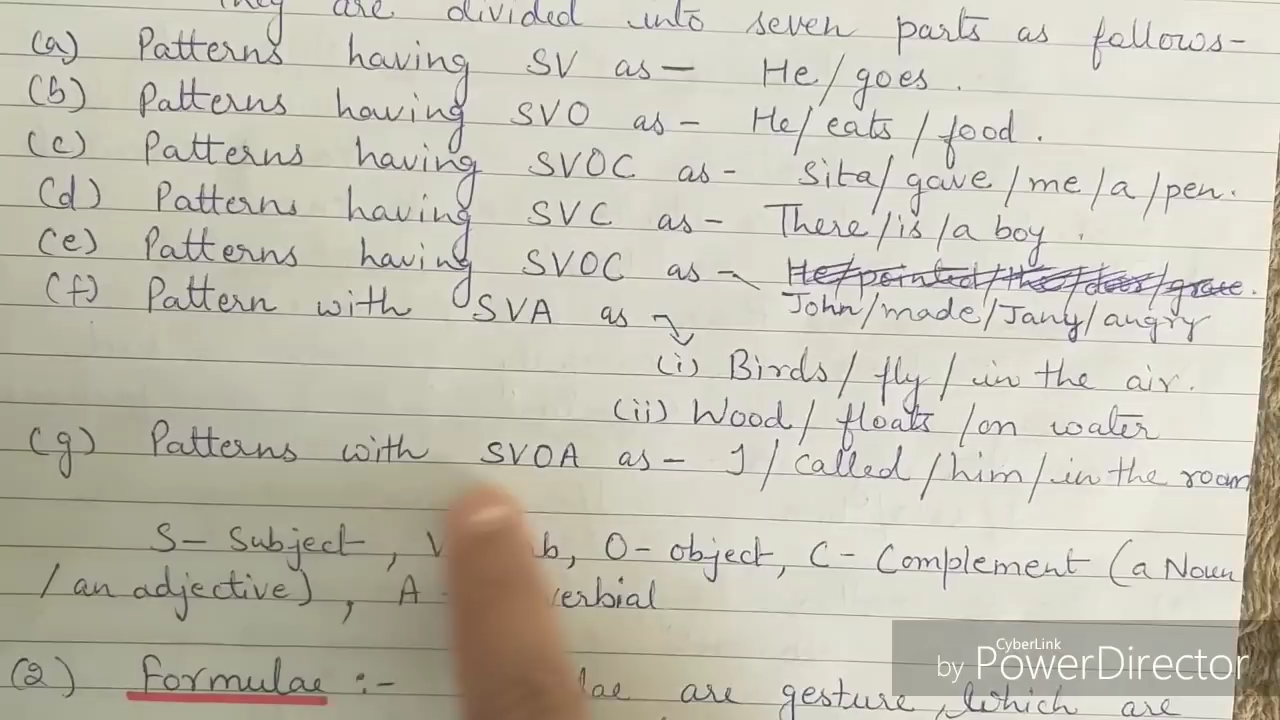 They are divided into seven parts as follows-
(a) Patterns having SV as — He/goes.
(b) Patterns having SVO as - He/eats/food.
(c) Patterns having SVOC as - Sita/gave/me/a/pen.
(d) Patterns having SVC as - There/is/a boy.
(e) Patterns having SVOC as -
John/made/Jany/angry
(f) Pattern with SVA as
(i) Birds/fly/in the air.
(ii) Wood/floats/on water
(g) Patterns with SVOA as - I/called/him/in the room
S- Subject, V b, O- object, C- Complement (a Noun
/an adjective), A - verbial
(2) Formulae :- lae are gesture, which are
CyberLink
by PowerDirector